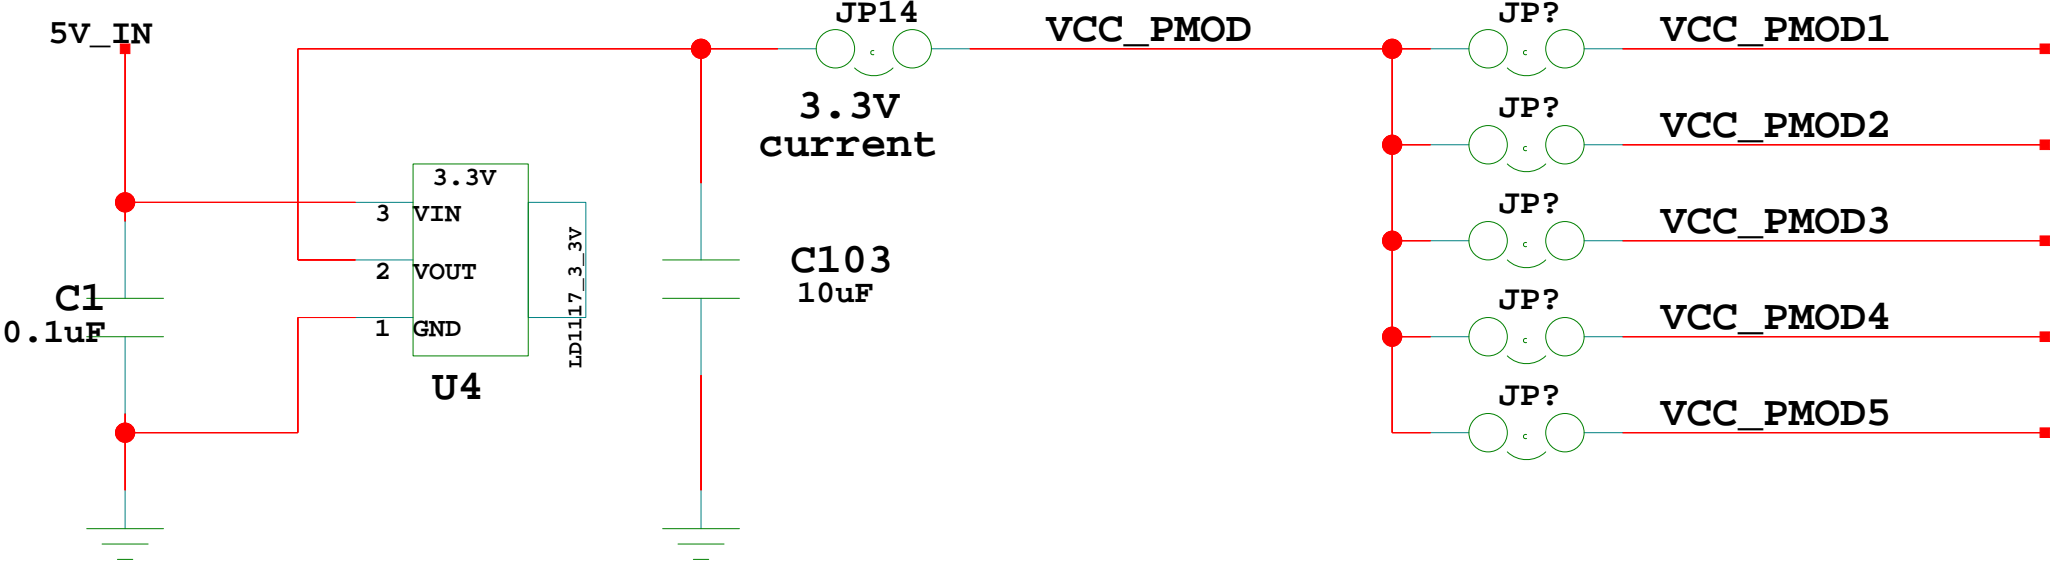 5V_IN
JP14
VCC_PMOD
JP?
VCC_PMOD1
3.3V
current
JP?
VCC_PMOD2
3.3V
3 VIN
2 VOUT
1 GND
LD1117_3_3V
U4
C1
0.1uF
C103
10uF
JP?
VCC_PMOD3
JP?
VCC_PMOD4
JP?
VCC_PMOD5
c
c
c
c
c
c